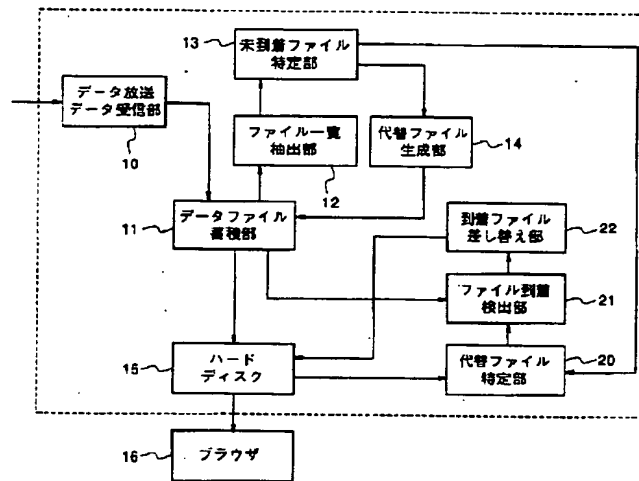 13
未到着ファイル
特定部
データ放送
データ受信部
10
ファイル一覧
抽出部
12
代替ファイル
生成部
14
11
データファイル
蓄積部
到着ファイル
差し替え部
22
ファイル到着
検出部
21
15
ハード
ディスク
代替ファイル
特定部
20
16
ブラウザ